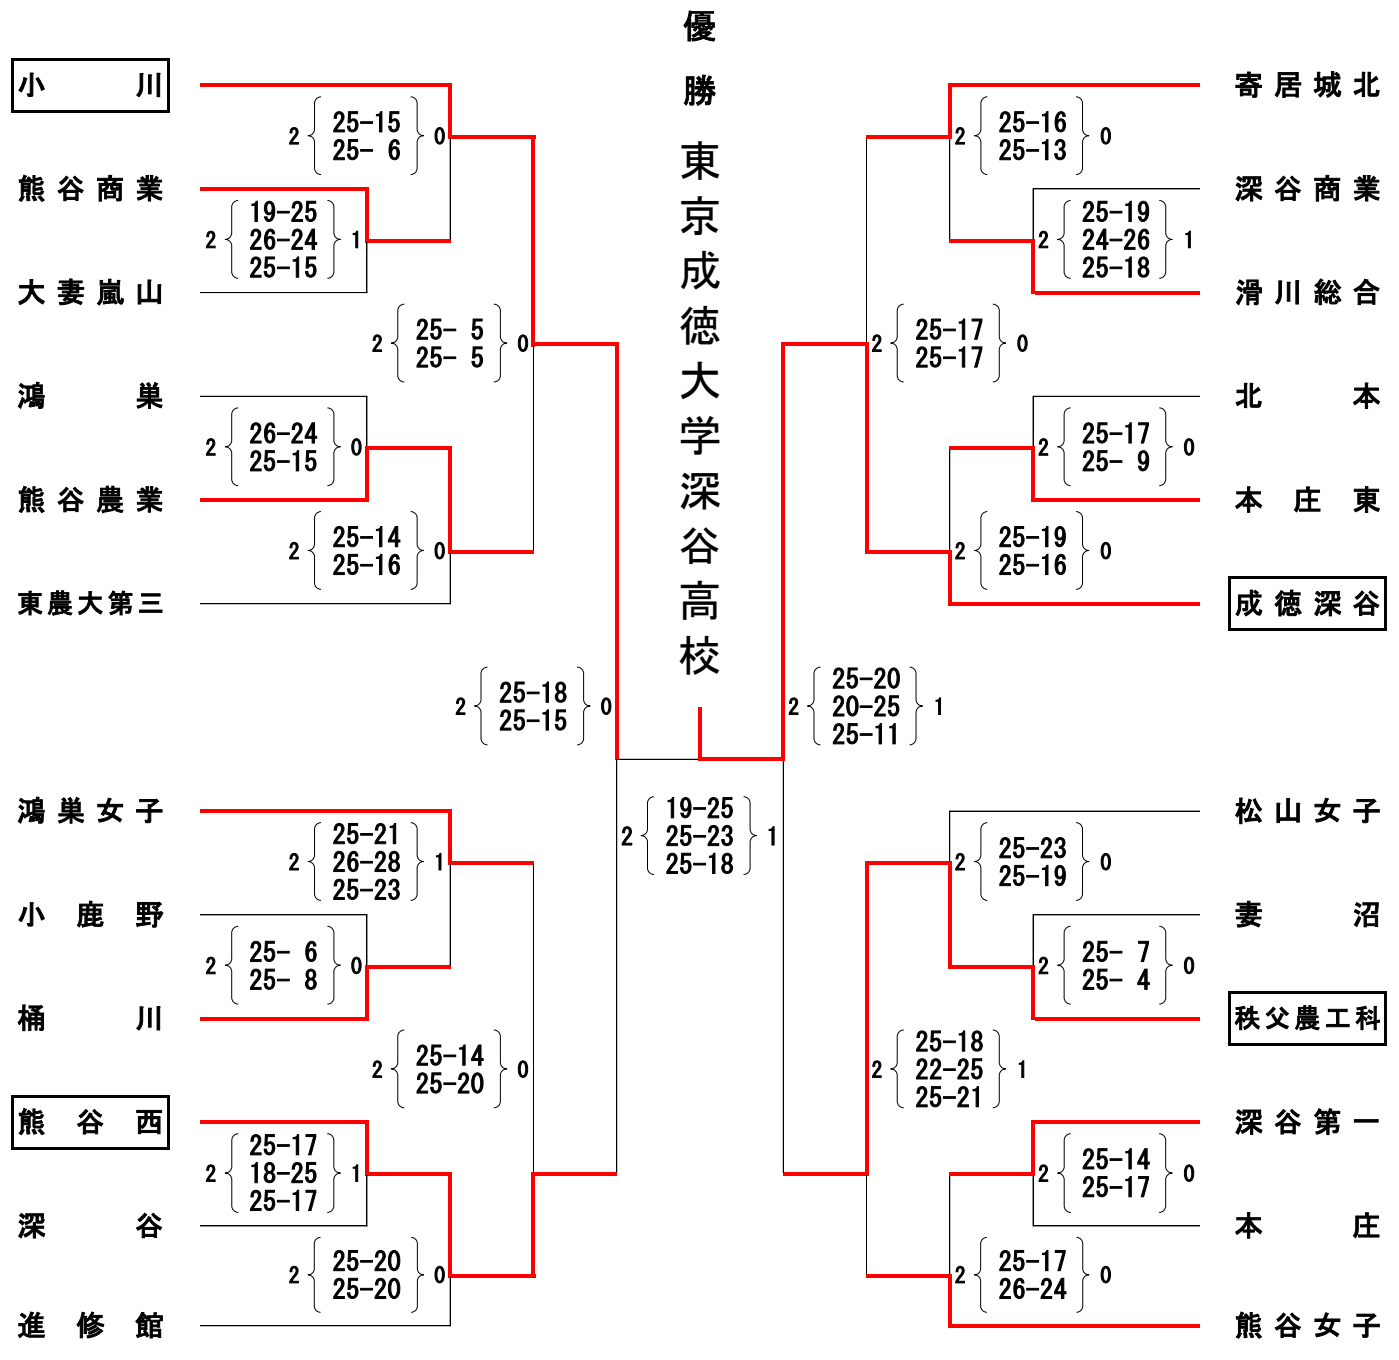 優勝
東京成徳大学深谷高校
小川
熊谷商業
大妻嵐山
鴻巣
熊谷農業
東農大第三
鴻巣女子
小鹿野
桶川
熊谷西
深谷
進修館
2 25-15 0
25- 6
2 19-25 1
26-24
25-15
2 25- 5 0
25- 5
2 26-24 0
25-15
2 25-14 0
25-16
2 25-18 0
25-15
2 25-21 1
26-28
25-23
2 25- 6 0
25- 8
2 25-14 0
25-20
2 25-17 1
18-25
25-17
2 25-20 0
25-20
2 19-25 1
25-23
25-18
寄居城北
深谷商業
滑川総合
北本
本庄東
成徳深谷
松山女子
妻沼
秩父農工科
深谷第一
本庄
熊谷女子
2 25-16 0
25-13
2 25-19 1
24-26
25-18
2 25-17 0
25-17
2 25-17 0
25- 9
2 25-19 0
25-16
2 25-20 1
20-25
25-11
2 25-23 0
25-19
2 25- 7 0
25- 4
2 25-18 1
22-25
25-21
2 25-14 0
25-17
2 25-17 0
26-24